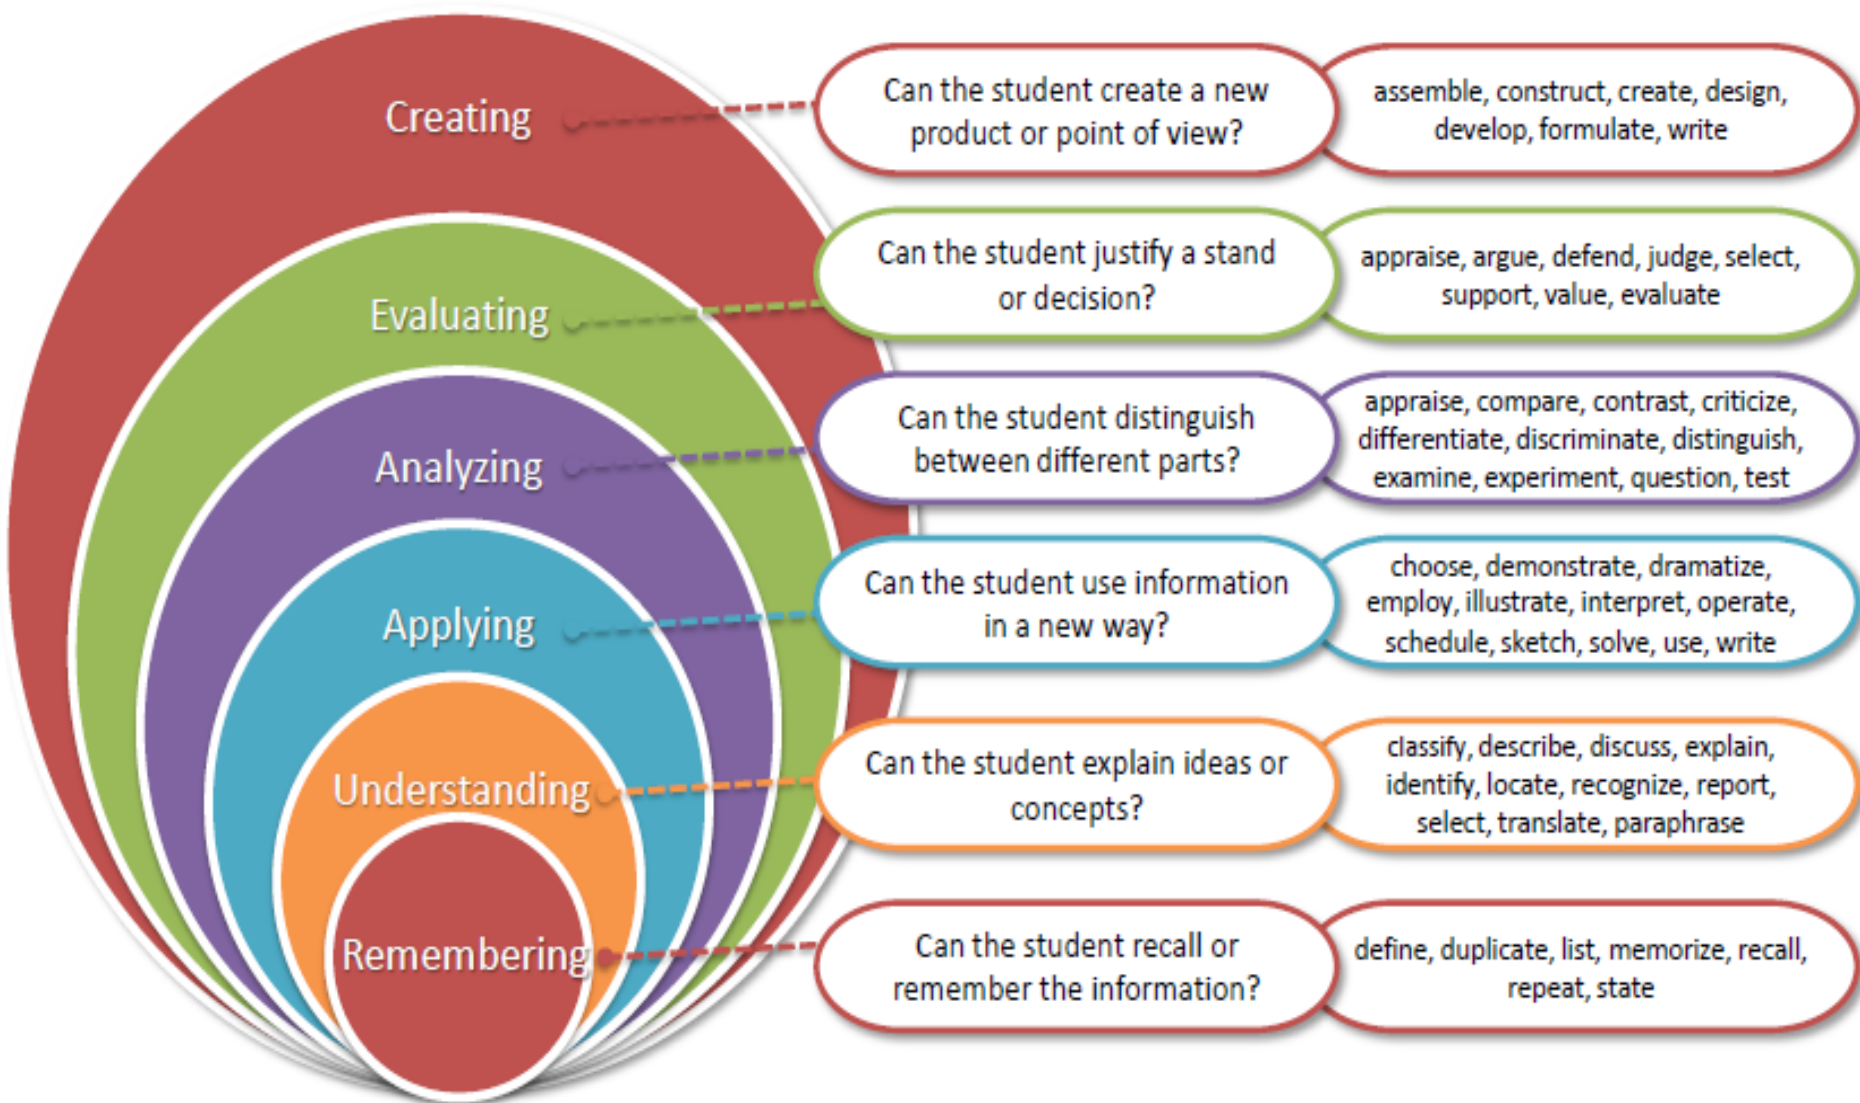 Creating
Can the student create a new
product or point of view?
assemble, construct, create, design,
develop, formulate, write
Evaluating
Can the student justify a stand
or decision?
appraise, argue, defend, judge, select,
support, value, evaluate
Analyzing
Can the student distinguish
between different parts?
appraise, compare, contrast, criticize,
differentiate, discriminate, distinguish,
examine, experiment, question, test
Applying
Can the student use information
in a new way?
choose, demonstrate, dramatize,
employ, illustrate, interpret, operate,
schedule, sketch, solve, use, write
Understanding
Can the student explain ideas or
concepts?
classify, describe, discuss, explain,
identify, locate, recognize, report,
select, translate, paraphrase
Remembering
Can the student recall or
remember the information?
define, duplicate, list, memorize, recall,
repeat, state